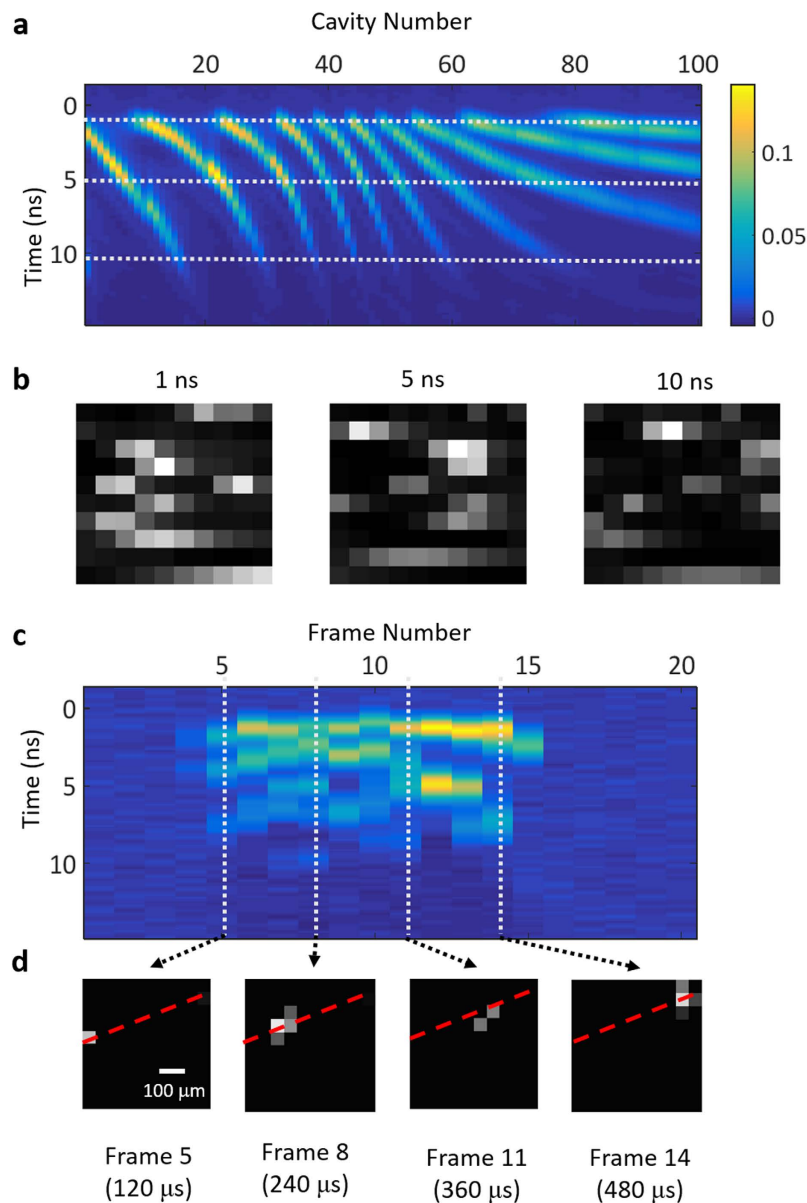 a
Cavity Number
20 40 60 80 100
0
5
10
Time (ns)
0.1
0.05
0
b
1 ns 5 ns 10 ns
c
Frame Number
5 10 15 20
0
5
10
Time (ns)
d
100 μm
Frame 5 Frame 8 Frame 11 Frame 14
(120 μs) (240 μs) (360 μs) (480 μs)